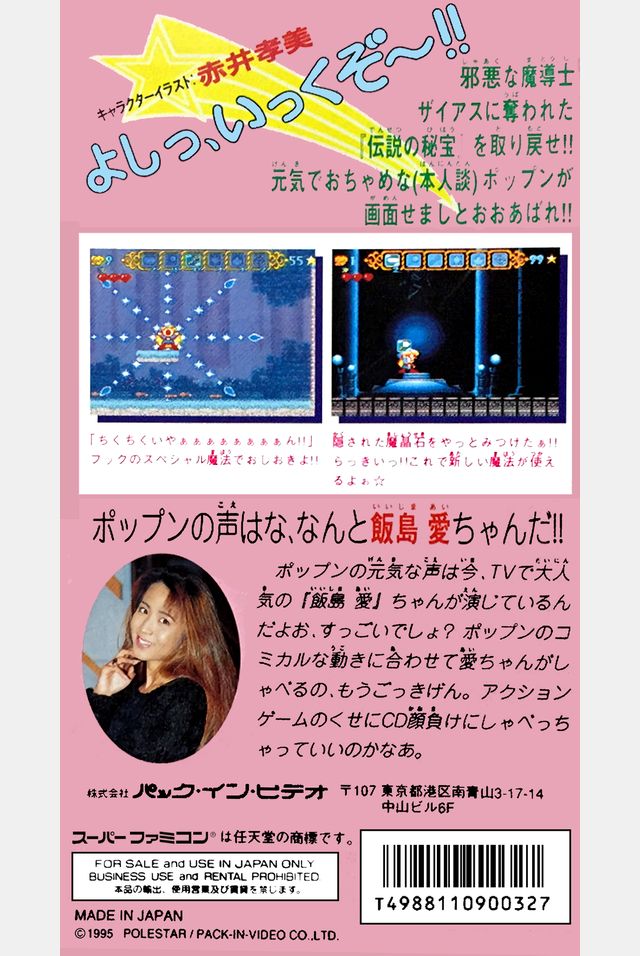 キャラクターイラスト: 赤井孝美
よしっ、いっくぞ〜!!
邪悪な魔導士
ザイアスに奪われた
『伝説の秘宝』を取り戻せ!!
元気でおちゃめな(本人談)ポップンが
画面せましとおおあばれ!!
9
55
1
99
「ちくちくいやぁぁぁぁぁぁぁぁん!!」
フックのスペシャル魔法でおしおきよ!!
隠された魔晶石をやっとみつけたぁ!!
らっきいっ!!これで新しい魔法が使え
るよぉ☆
ポップンの声はな、なんと飯島 愛ちゃんだ!!
ポップンの元気な声は今、TVで大人
気の『飯島 愛』ちゃんが演じているん
だよお、すっごいでしょ? ポップンのコ
ミカルな動きに合わせて愛ちゃんがし
ゃべるの、もうごっきげん。アクション
ゲームのくせにCD顔負けにしゃべっち
ゃっていいのかなあ。
株式会社 パック・イン・ビデオ 〒107 東京都港区南青山3-17-14
中山ビル6F
スーパーファミコン®は任天堂の商標です。
FOR SALE and USE IN JAPAN ONLY
BUSINESS USE and RENTAL PROHIBITED.
本品の輸出、使用営業及び賃貸を禁じます。
MADE IN JAPAN
©1995 POLESTAR / PACK-IN-VIDEO CO.,LTD.
T4988110900327